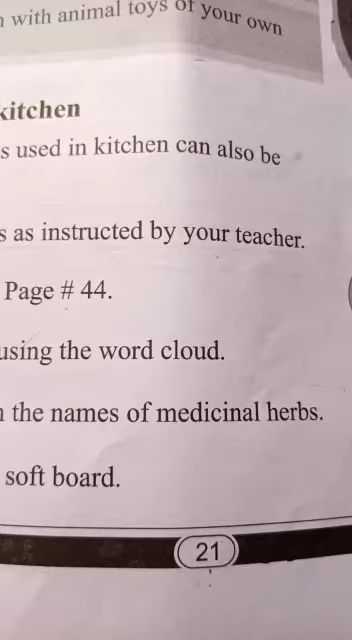 with animal toys of your own
kitchen
s used in kitchen can also be
s as instructed by your teacher.
Page # 44.
using the word cloud.
the names of medicinal herbs.
soft board.
21